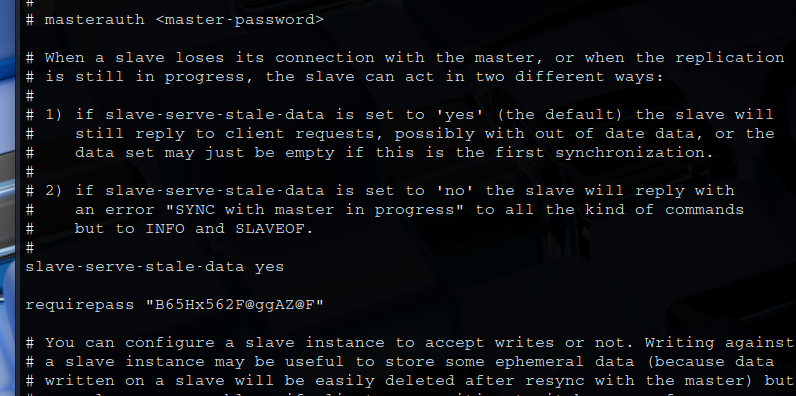 #
# masterauth <master-password>
# When a slave loses its connection with the master, or when the replication
# is still in progress, the slave can act in two different ways:
#
# 1) if slave-serve-stale-data is set to 'yes' (the default) the slave will
#    still reply to client requests, possibly with out of date data, or the
#    data set may just be empty if this is the first synchronization.
#
# 2) if slave-serve-stale-data is set to 'no' the slave will reply with
#    an error "SYNC with master in progress" to all the kind of commands
#    but to INFO and SLAVEOF.
#
slave-serve-stale-data yes
requirepass "B65Hx562F@ggAZ@F"
# You can configure a slave instance to accept writes or not. Writing against
# a slave instance may be useful to store some ephemeral data (because data
# written on a slave will be easily deleted after resync with the master) but